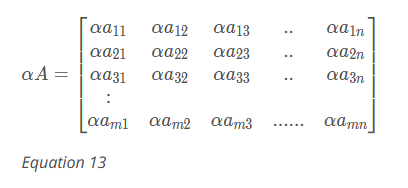 αa₁₁ αa₁₂ αa₁₃ .. αa₁ₙ
αa₂₁ αa₂₂ αa₂₃ .. αa₂ₙ
αA = αa₃₁ αa₃₂ αa₃₃ .. αa₃ₙ
:
αaₘ₁ αaₘ₂ αaₘ₃ ...... αaₘₙ
Equation 13